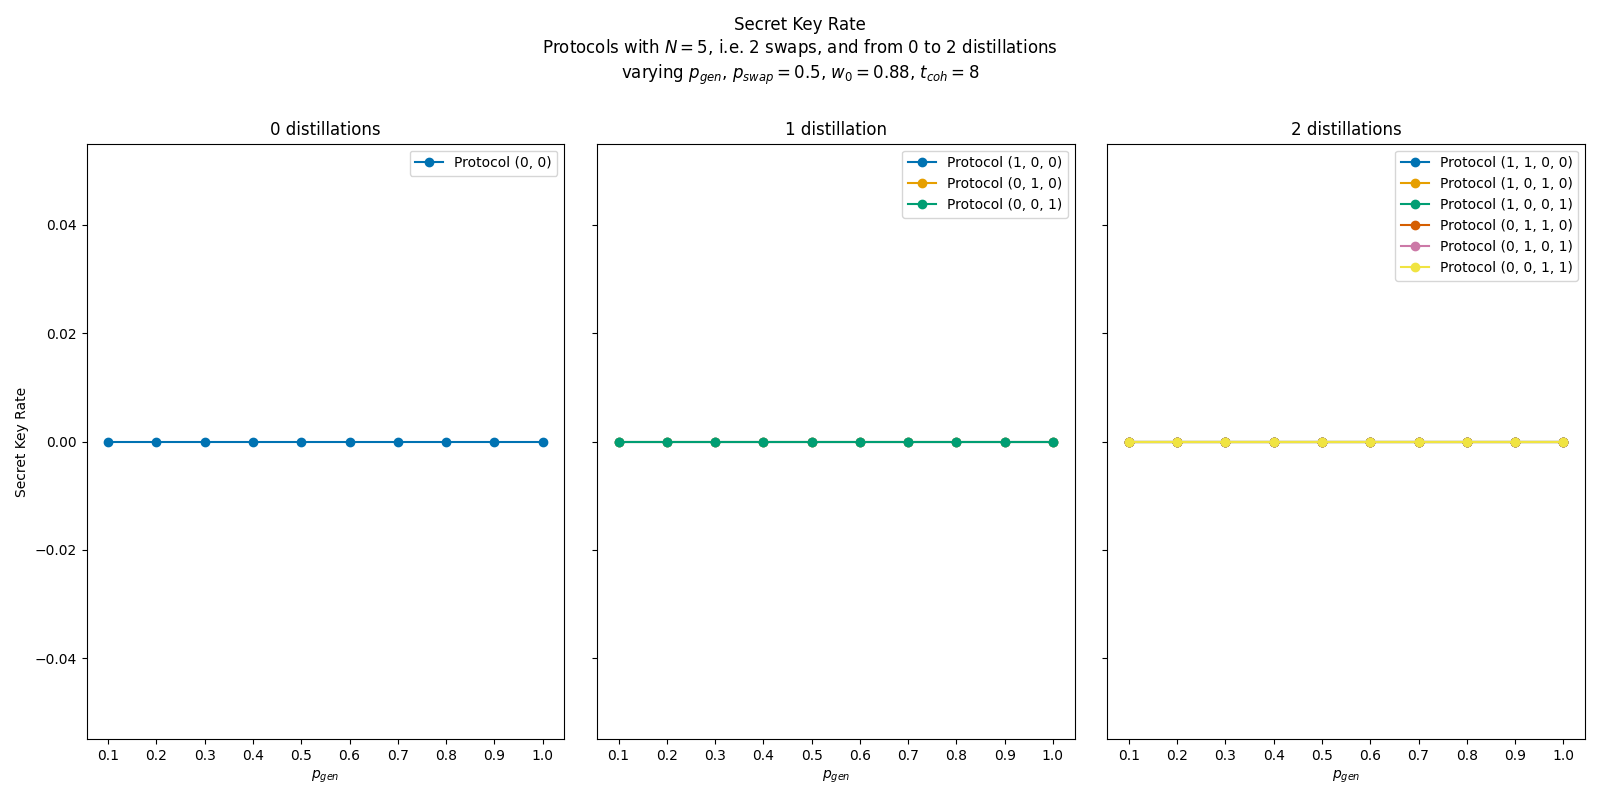 Secret Key Rate
Protocols with N = 5, i.e. 2 swaps, and from 0 to 2 distillations
varying p_gen, p_swap = 0.5, w_0 = 0.88, t_coh = 8
0 distillations
Protocol (0, 0)
0.04
0.02
0.00
−0.02
−0.04
Secret Key Rate
0.1 0.2 0.3 0.4 0.5 0.6 0.7 0.8 0.9 1.0
p_gen
1 distillation
Protocol (1, 0, 0)
Protocol (0, 1, 0)
Protocol (0, 0, 1)
0.1 0.2 0.3 0.4 0.5 0.6 0.7 0.8 0.9 1.0
p_gen
2 distillations
Protocol (1, 1, 0, 0)
Protocol (1, 0, 1, 0)
Protocol (1, 0, 0, 1)
Protocol (0, 1, 1, 0)
Protocol (0, 1, 0, 1)
Protocol (0, 0, 1, 1)
0.1 0.2 0.3 0.4 0.5 0.6 0.7 0.8 0.9 1.0
p_gen